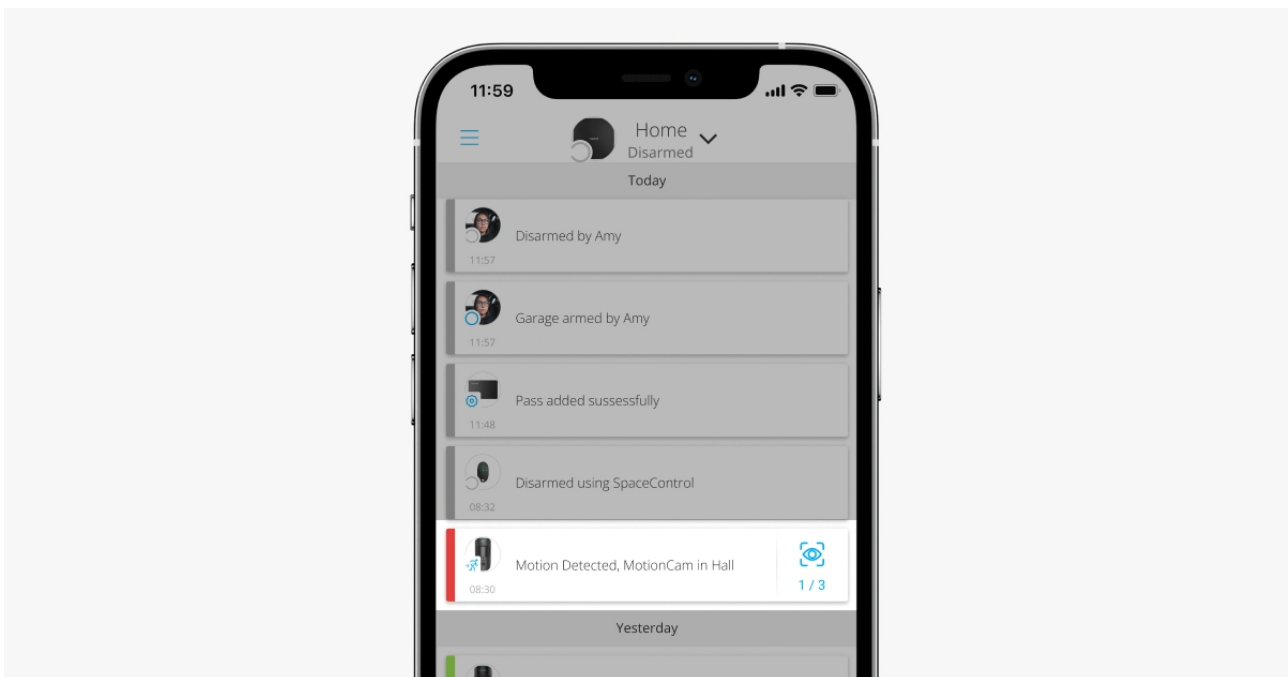 11:59
Home
Disarmed
Today
Disarmed by Amy
11:57
Garage armed by Amy
11:57
Pass added sussessfully
11:48
Disarmed using SpaceControl
08:32
Motion Detected, MotionCam in Hall
08:30
1 / 3
Yesterday